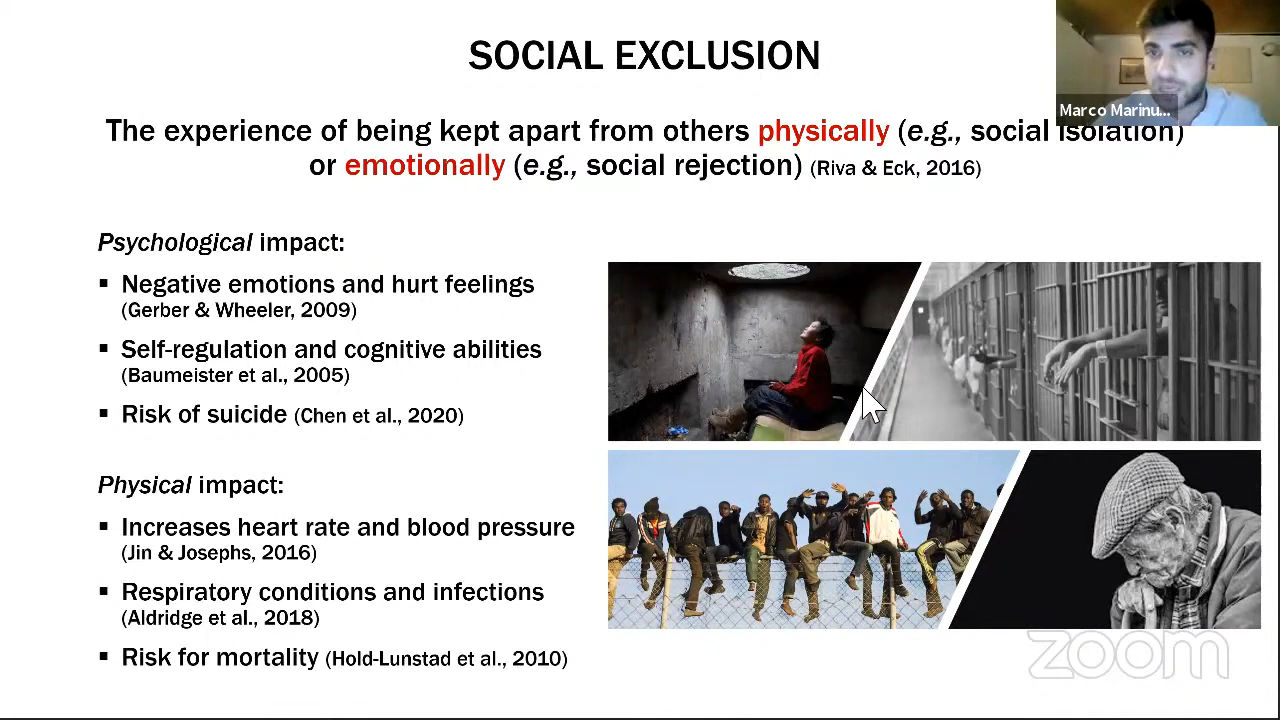 SOCIAL EXCLUSION
Marco Marinu...
The experience of being kept apart from others physically (e.g., social isolation)
or emotionally (e.g., social rejection) (Riva & Eck, 2016)
Psychological impact:
▪ Negative emotions and hurt feelings
(Gerber & Wheeler, 2009)
▪ Self-regulation and cognitive abilities
(Baumeister et al., 2005)
▪ Risk of suicide (Chen et al., 2020)
Physical impact:
▪ Increases heart rate and blood pressure
(Jin & Josephs, 2016)
▪ Respiratory conditions and infections
(Aldridge et al., 2018)
▪ Risk for mortality (Hold-Lunstad et al., 2010)
zoom